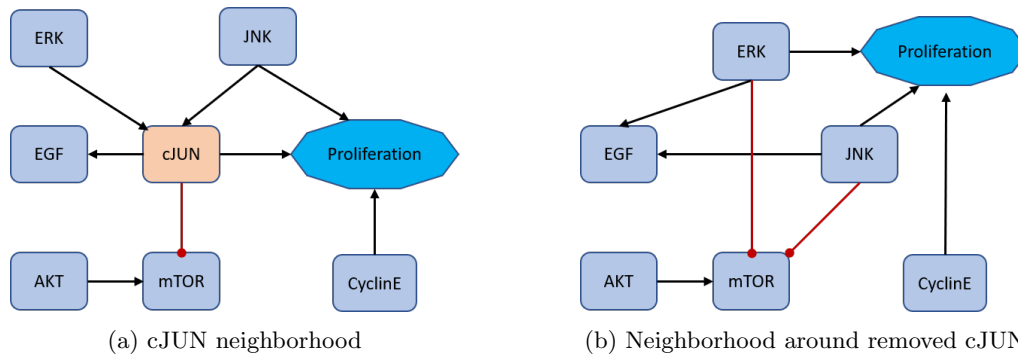 ERK
JNK
EGF
cJUN
Proliferation
AKT
mTOR
CyclinE
(a) cJUN neighborhood
ERK
Proliferation
EGF
JNK
AKT
mTOR
CyclinE
(b) Neighborhood around removed cJUN